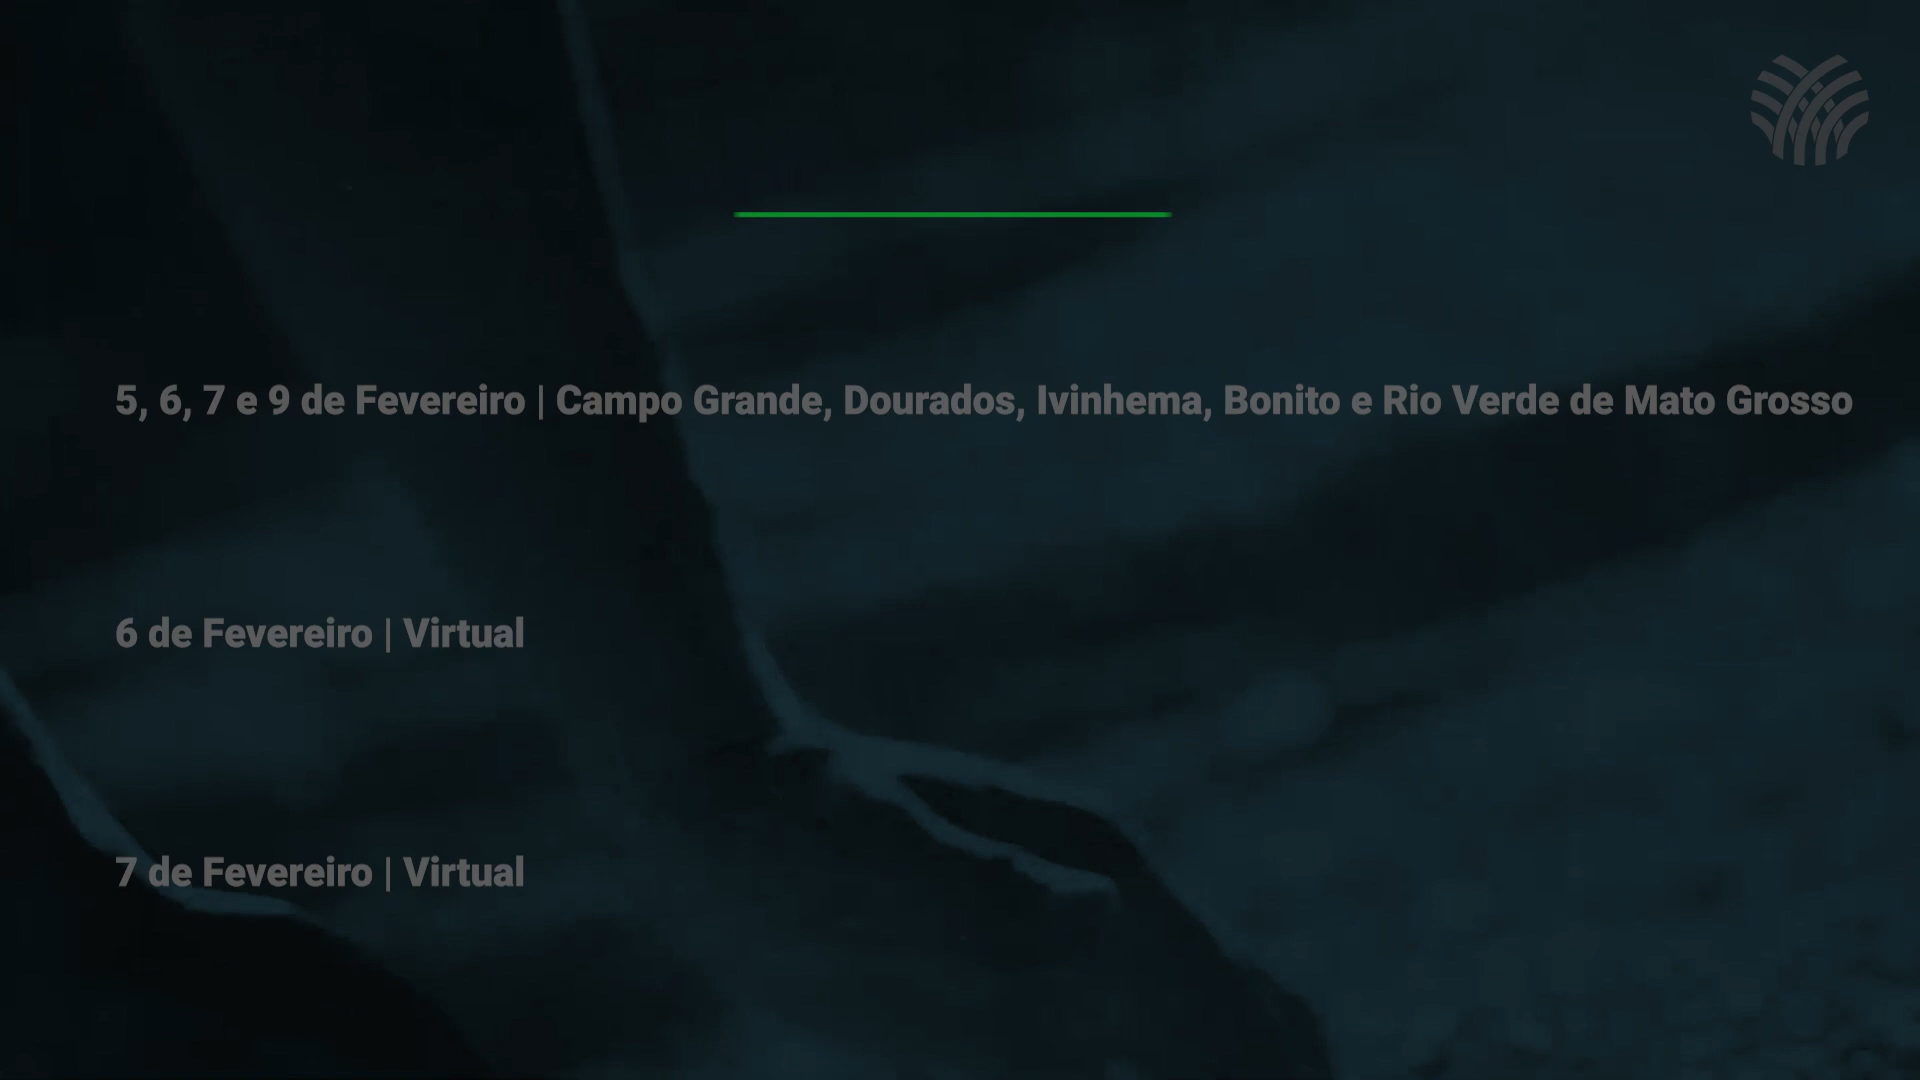 5, 6, 7 e 9 de Fevereiro | Campo Grande, Dourados, Ivinhema, Bonito e Rio Verde de Mato Grosso
6 de Fevereiro | Virtual
7 de Fevereiro | Virtual